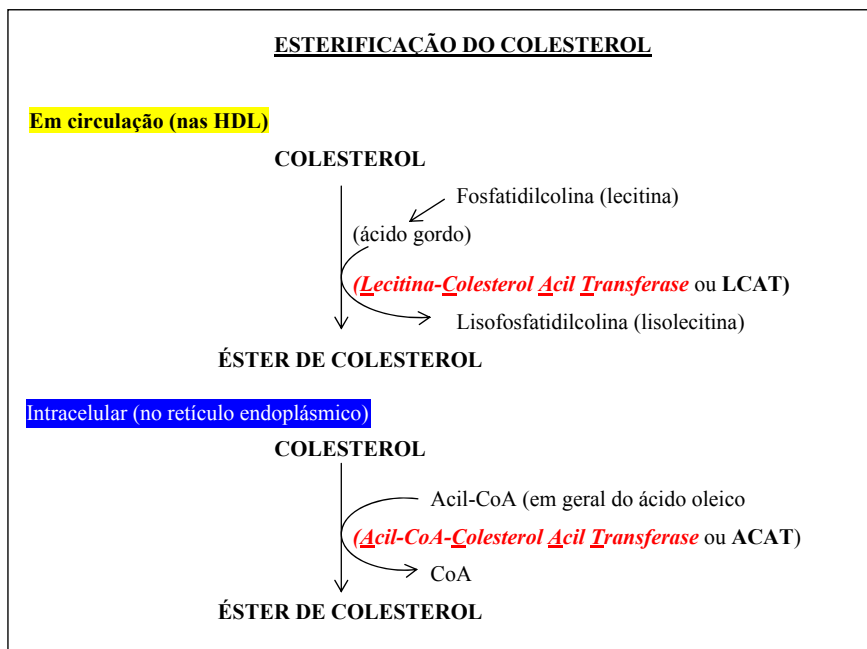 ESTERIFICAÇÃO DO COLESTEROL
Em circulação (nas HDL)
COLESTEROL
Fosfatidilcolina (lecitina)
(ácido gordo)
(Lecitina-Colesterol Acil Transferase ou LCAT)
Lisofosfatidilcolina (lisolecitina)
ÉSTER DE COLESTEROL
Intracelular (no retículo endoplásmico)
COLESTEROL
Acil-CoA (em geral do ácido oleico
(Acil-CoA-Colesterol Acil Transferase ou ACAT)
CoA
ÉSTER DE COLESTEROL